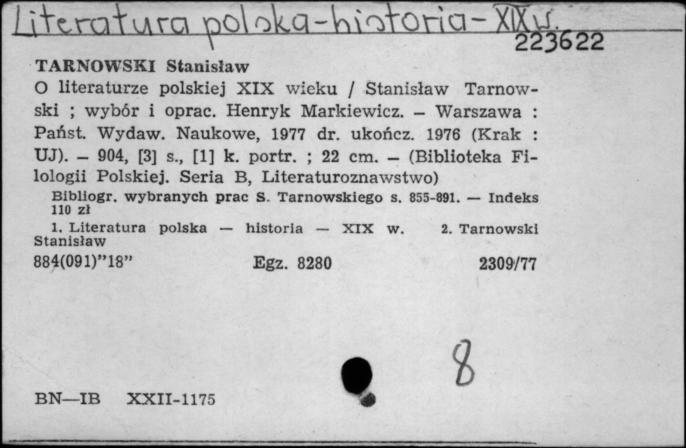 Literatura polska-historia-XIX w.
223622
TARNOWSKI Stanisław
O literaturze polskiej XIX wieku / Stanisław Tarnow-
ski ; wybór i oprac. Henryk Markiewicz. — Warszawa :
Państ. Wydaw. Naukowe, 1977 dr. ukończ. 1976 (Krak :
UJ). — 904, [3] s., [1] k. portr. ; 22 cm. — (Biblioteka Fi-
lologii Polskiej. Seria B, Literaturoznawstwo)
Bibliogr. wybranych prac S. Tarnowskiego s. 855-891. — Indeks
110 zł
1. Literatura polska — historia — XIX w. 2. Tarnowski
Stanisław
884(091)”18” Egz. 8280 2309/77
8
BN—IB XXII-1175